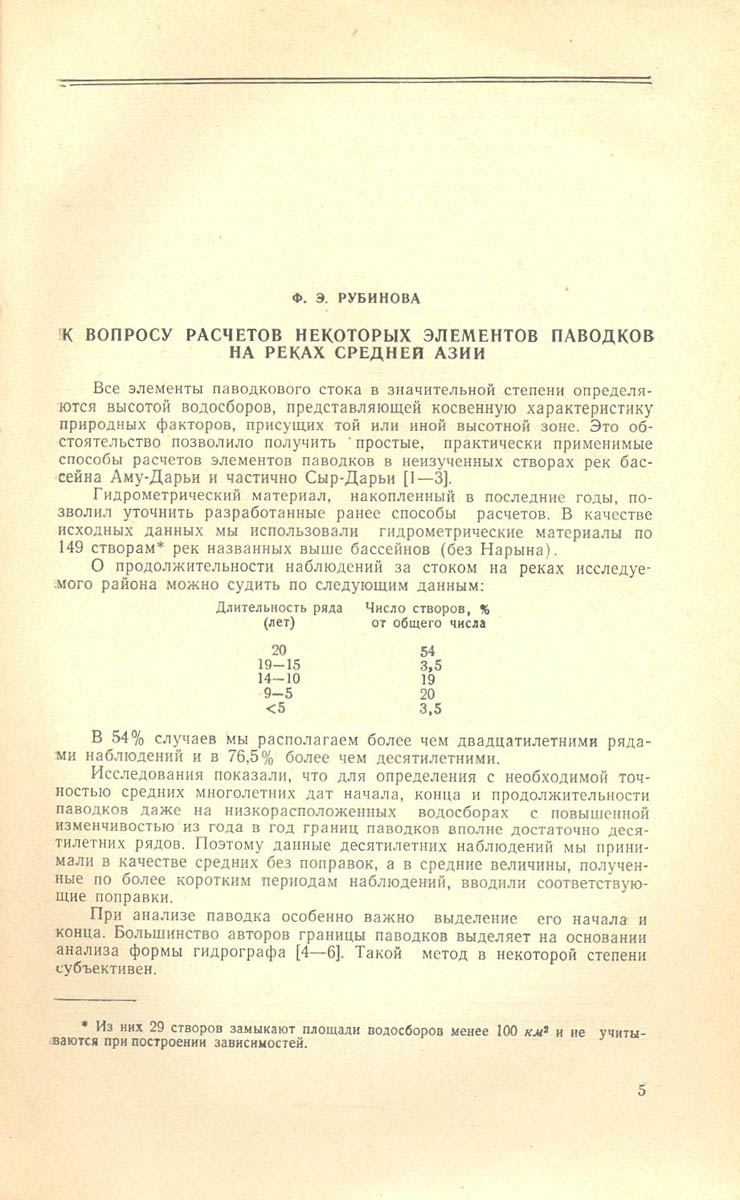 Ф. Э. РУБИНОВА
К ВОПРОСУ РАСЧЕТОВ НЕКОТОРЫХ ЭЛЕМЕНТОВ ПАВОДКОВ
НА РЕКАХ СРЕДНЕЙ АЗИИ
Все элементы паводкового стока в значительной степени определя-
ются высотой водосборов, представляющей косвенную характеристику
природных факторов, присущих той или иной высотной зоне. Это об-
стоятельство позволило получить простые, практически применимые
способы расчетов элементов паводков в неизученных створах рек бас-
сейна Аму-Дарьи и частично Сыр-Дарьи [1—3].
Гидрометрический материал, накопленный в последние годы, по-
зволил уточнить разработанные ранее способы расчетов. В качестве
исходных данных мы использовали гидрометрические материалы по
149 створам* рек названных выше бассейнов (без Нарына).
О продолжительности наблюдений за стоком на реках исследуе-
мого района можно судить по следующим данным:
Длительность ряда Число створов, %
(лет) от общего числа
20 54
19—15 3,5
14—10 19
9—5 20
<5 3,5
В 54% случаев мы располагаем более чем двадцатилетними ряда-
ми наблюдений и в 76,5% более чем десятилетними.
Исследования показали, что для определения с необходимой точ-
ностью средних многолетних дат начала, конца и продолжительности
паводков даже на низкорасположенных водосборах с повышенной
изменчивостью из года в год границ паводков вполне достаточно деся-
тилетних рядов. Поэтому данные десятилетних наблюдений мы прини-
мали в качестве средних без поправок, а в средние величины, получен-
ные по более коротким периодам наблюдений, вводили соответствую-
щие поправки.
При анализе паводка особенно важно выделение его начала и
конца. Большинство авторов границы паводков выделяет на основании
анализа формы гидрографа [4—6]. Такой метод в некоторой степени
субъективен.
* Из них 29 створов замыкают площади водосборов менее 100 км² и не учиты-
ваются при построении зависимостей.
5